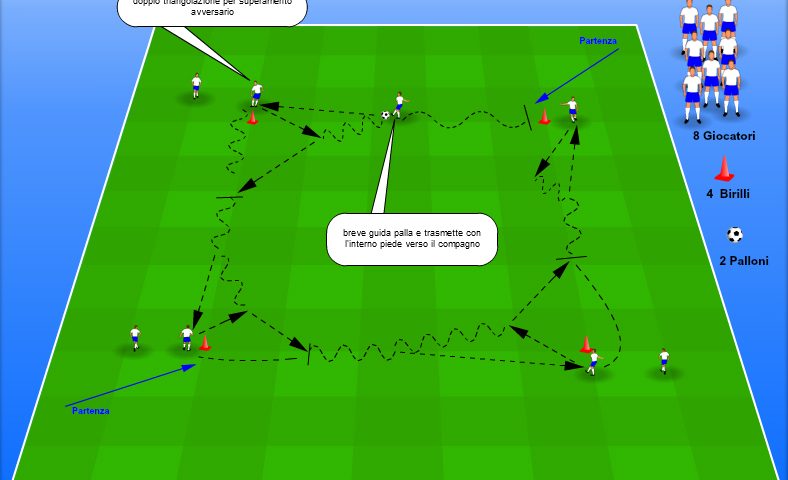 doppio triangolazione per superamento
avversario
Partenza
8 Giocatori
4 Birilli
breve guida palla e trasmette con
l'interno piede verso il compagno
2 Palloni
Partenza